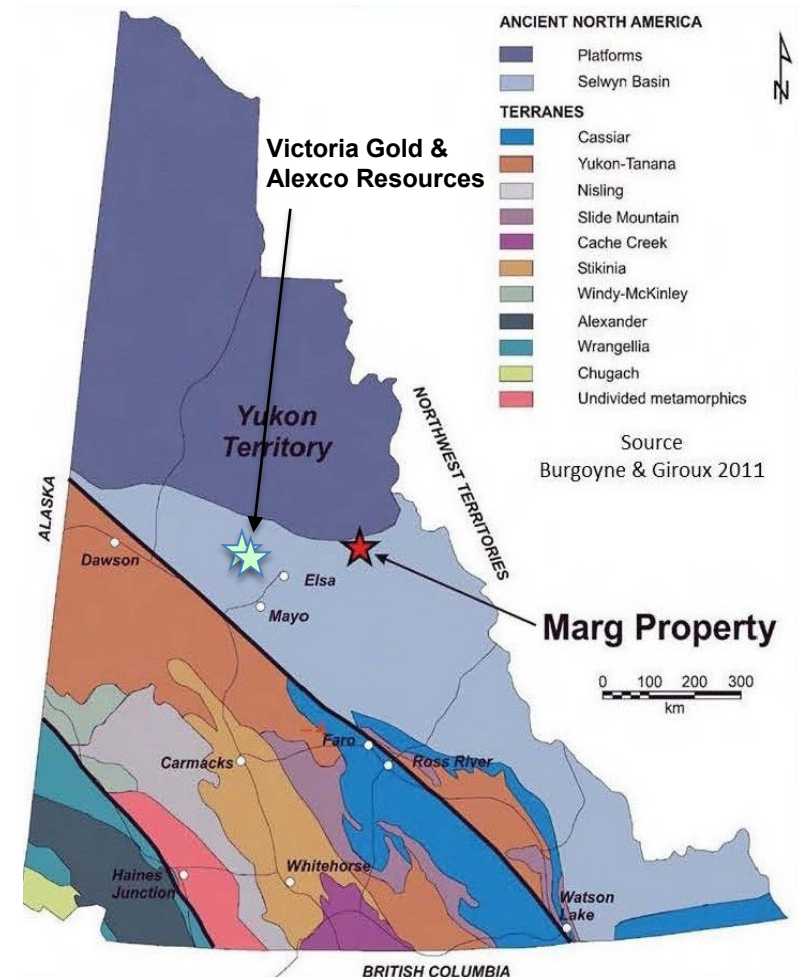 ANCIENT NORTH AMERICA
Platforms
Selwyn Basin
TERRANES
Cassiar
Yukon-Tanana
Nisling
Slide Mountain
Cache Creek
Stikinia
Windy-McKinley
Alexander
Wrangellia
Chugach
Undivided metamorphics
N
Source
Burgoyne & Giroux 2011
Victoria Gold &
Alexco Resources
Yukon
Territory
NORTHWEST TERRITORIES
ALASKA
Dawson
Elsa
Mayo
Marg Property
0 100 200 300
km
Faro
Ross River
Carmacks
Haines
Junction
Whitehorse
Watson
Lake
BRITISH COLUMBIA